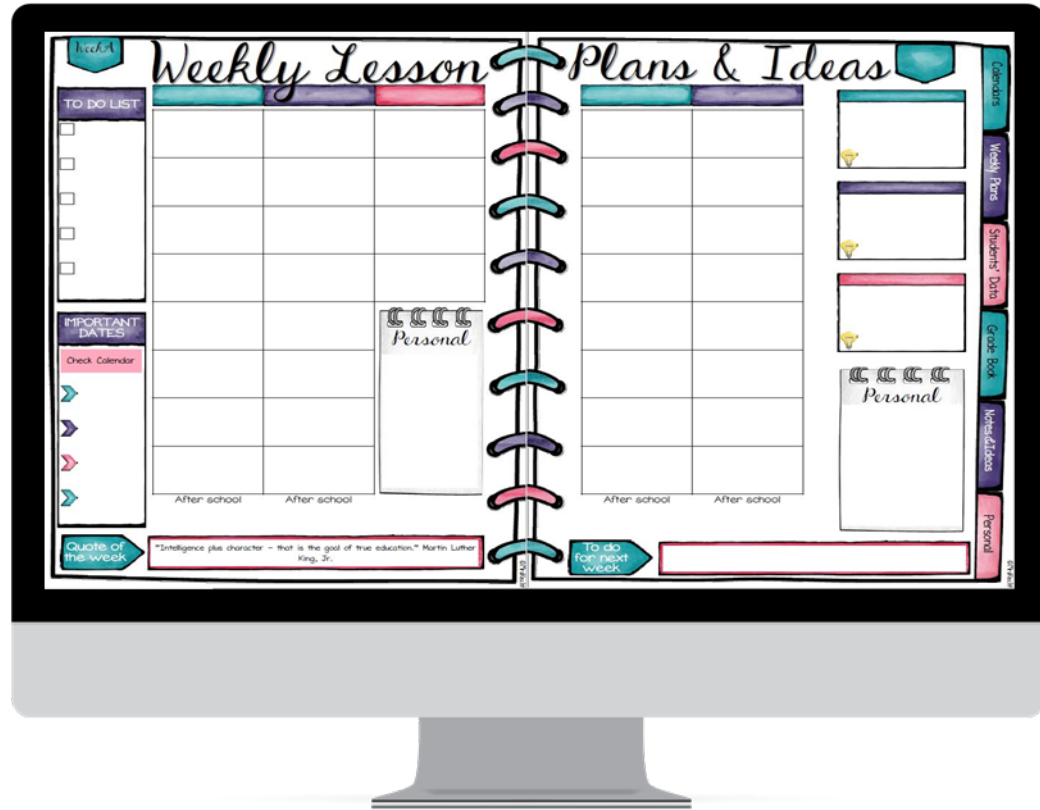 WeekA
Weekly Lesson Plans & Ideas
TO DO LIST
IMPORTANT
DATES
Check Calendar
Personal
After school
After school
Quote of
the week
"Intelligence plus character - that is the goal of true education." Martin Luther
King, Jr.
After school
After school
Personal
To do
for next
week
Calendars
Weekly Plans
Students' Data
Grade Book
Notes&Ideas
Personal